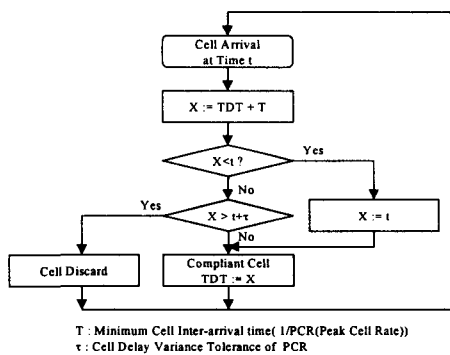 Cell Arrival
at Time t
X := TDT + T
X<t ?
Yes
No
X > t+τ
Yes
X := t
No
Cell Discard
Compliant Cell
TDT := X
T : Minimum Cell Inter-arrival time( 1/PCR(Peak Cell Rate))
τ : Cell Delay Variance Tolerance of PCR